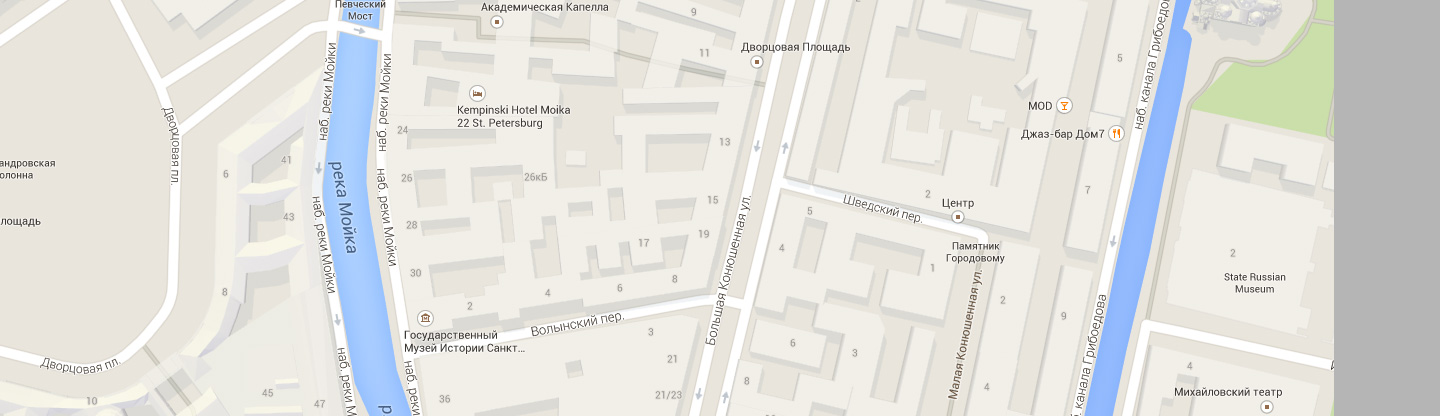 Певческий
Мост
Академическая Капелла
9
11
Дворцовая Площадь
5
наб. канала Грибоедова
MOD
Джаз-бар Дом7
Kempinski Hotel Moika
22 St. Petersburg
наб. реки Мойки
наб. реки Мойки
24
13
Дворцовая пл.
андровская
олонна
41
6
река Мойка
26
26кБ
наб. реки Мойки
наб. реки Мойки
15
2
7
Центр
Шведский пер.
лощадь
43
28
17
19
5
4
Большая Конюшенная ул.
Памятник
Городовому
1
2
State Russian
Museum
30
8
2
4
6
8
2
9
Малая Конюшенная ул.
Государственный
Музей Истории Санкт...
Волынский пер.
3
6
3
21
Дворцовая пл.
наб. реки М
наб. реки
4
4
Михайловский театр
10
45
47
36
21/23
8
канала Грибоедова
р